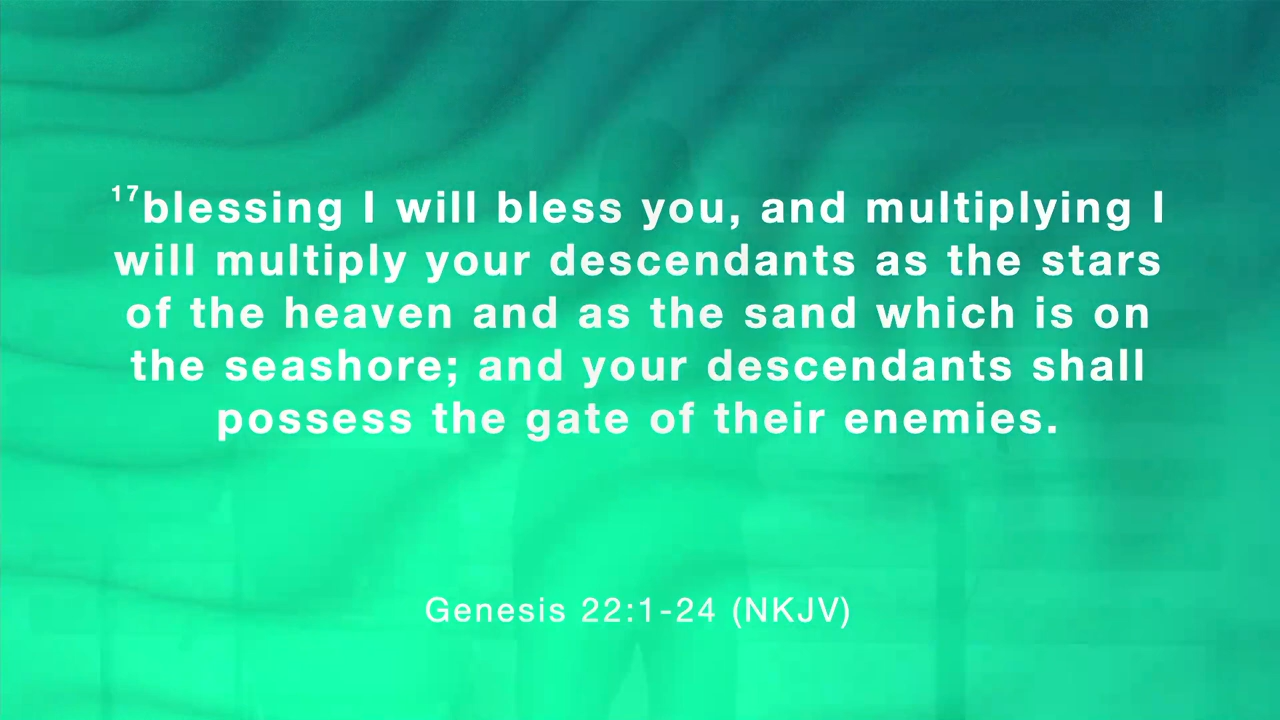 17blessing I will bless you, and multiplying I
will multiply your descendants as the stars
of the heaven and as the sand which is on
the seashore; and your descendants shall
possess the gate of their enemies.
Genesis 22:1-24 (NKJV)